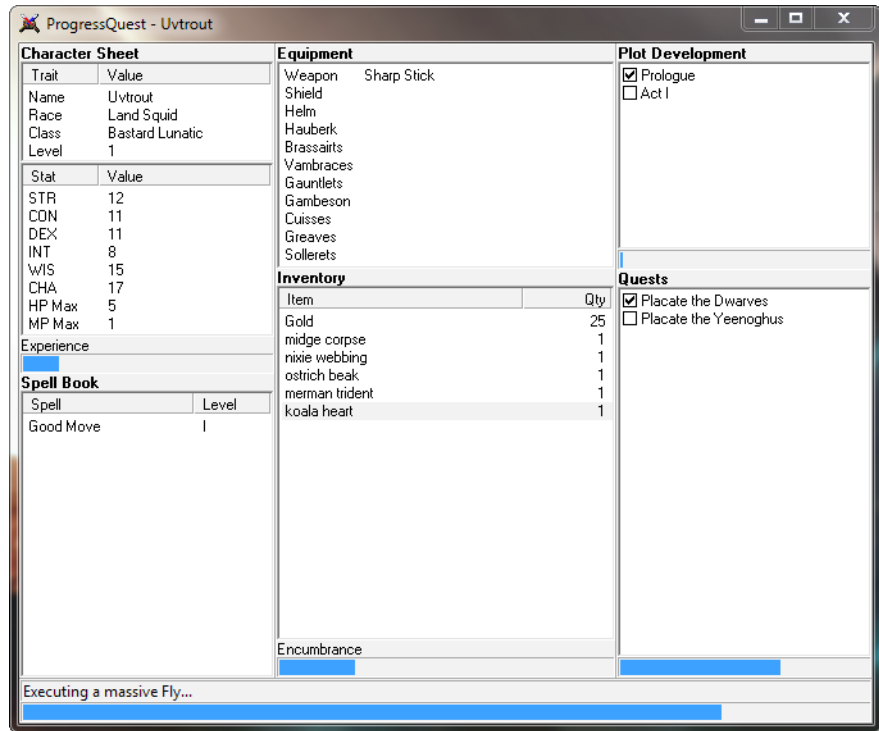 ProgressQuest - Uvtrout
Character Sheet
Trait Value
Name Uvtrout
Race Land Squid
Class Bastard Lunatic
Level 1
Stat Value
STR 12
CON 11
DEX 11
INT 8
WIS 15
CHA 17
HP Max 5
MP Max 1
Experience
Spell Book
Spell Level
Good Move I
Equipment
Weapon Sharp Stick
Shield
Helm
Hauberk
Brassairts
Vambraces
Gauntlets
Gambeson
Cuisses
Greaves
Sollerets
Inventory
Item Qty
Gold 25
midge corpse 1
nixie webbing 1
ostrich beak 1
merman trident 1
koala heart 1
Encumbrance
Plot Development
Prologue
Act I
Quests
Placate the Dwarves
Placate the Yeenoghus
Executing a massive Fly...